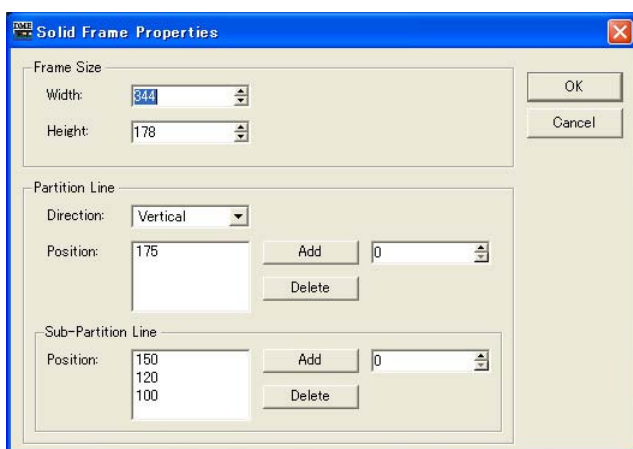 DME
Solid Frame Properties
Frame Size
Width: 344
OK
Height: 178
Cancel
Partition Line
Direction: Vertical
Position: 175
Add 0
Delete
Sub-Partition Line
Position: 150
Add 0
120
100
Delete